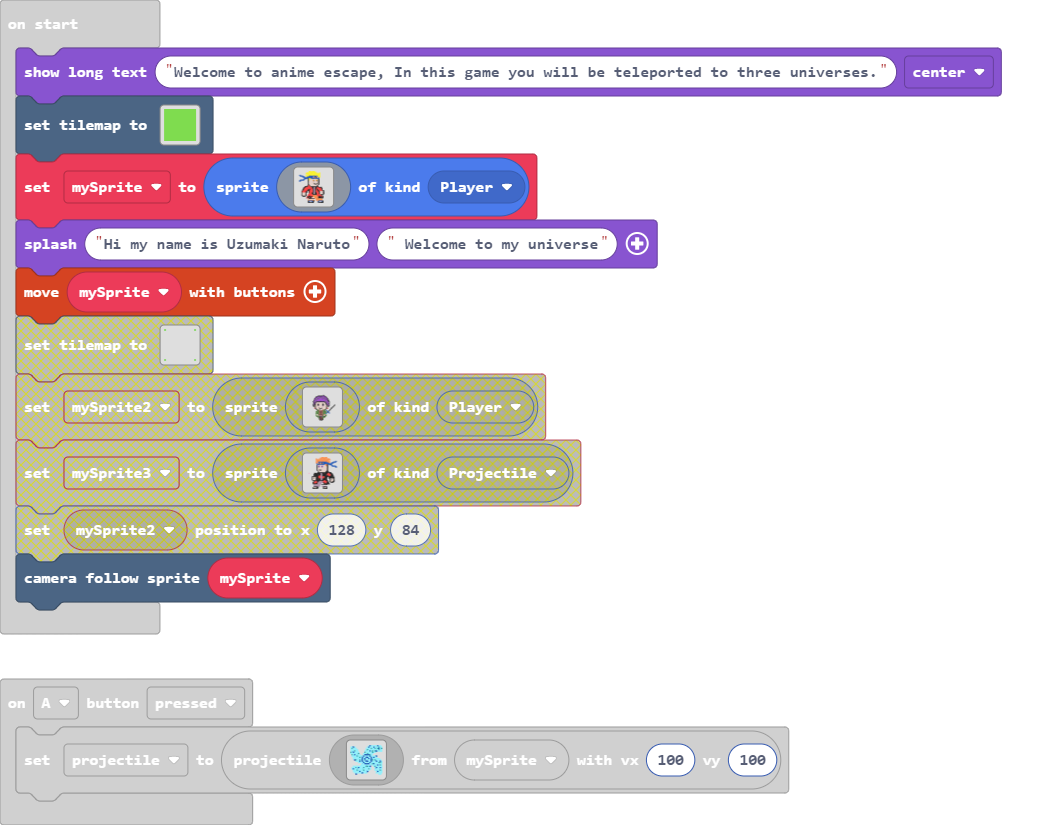 on start
show long text "Welcome to anime escape, In this game you will be teleported to three universes." center
set tilemap to
set mySprite to sprite of kind Player
splash "Hi my name is Uzumaki Naruto" " Welcome to my universe"
move mySprite with buttons
set tilemap to
set mySprite2 to sprite of kind Player
set mySprite3 to sprite of kind Projectile
set mySprite2 position to x 128 y 84
camera follow sprite mySprite
on A button pressed
set projectile to projectile from mySprite with vx 100 vy 100